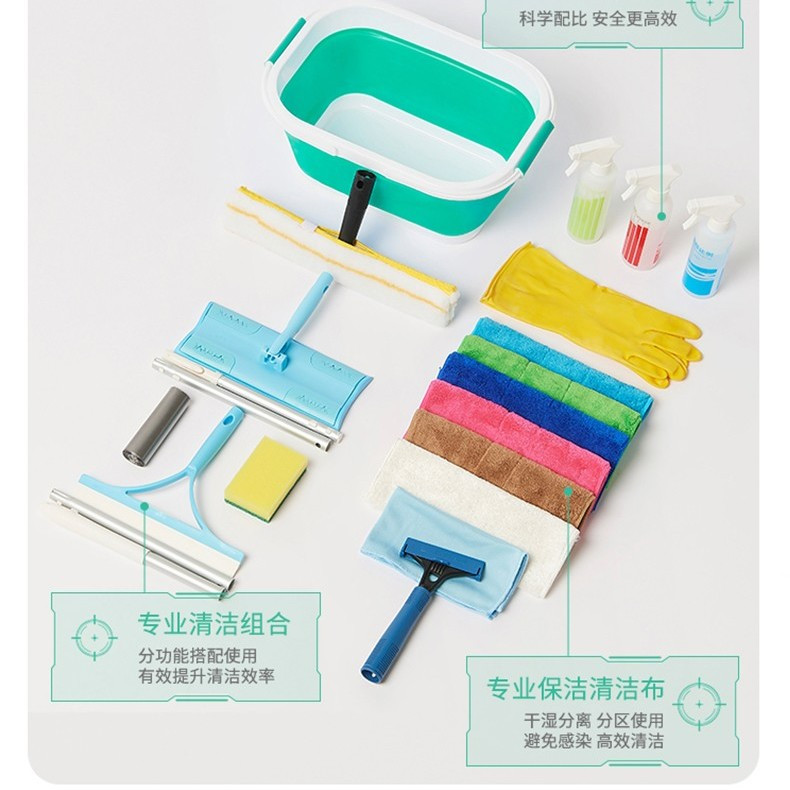 科学配比 安全更高效
专业清洁组合
分功能搭配使用
有效提升清洁效率
专业保洁清洁布
干湿分离 分区使用
避免感染 高效清洁